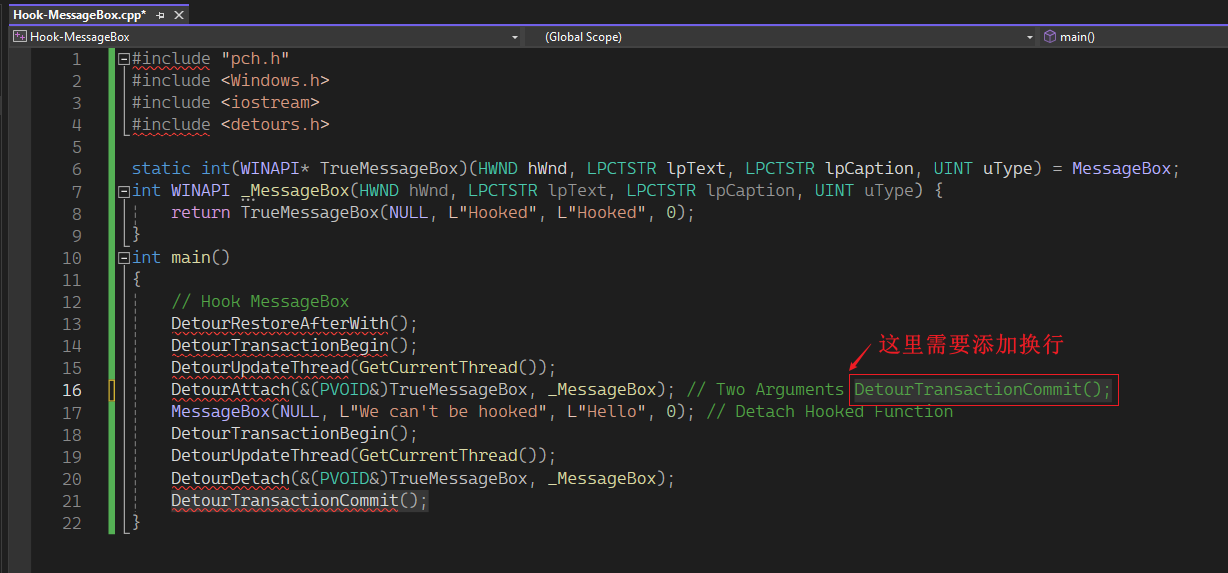 Hook-MessageBox.cpp*
Hook-MessageBox (Global Scope) main()
1 #include "pch.h"
2 #include <Windows.h>
3 #include <iostream>
4 #include <detours.h>
5
6 static int(WINAPI* TrueMessageBox)(HWND hWnd, LPCTSTR lpText, LPCTSTR lpCaption, UINT uType) = MessageBox;
7 int WINAPI _MessageBox(HWND hWnd, LPCTSTR lpText, LPCTSTR lpCaption, UINT uType) {
8 return TrueMessageBox(NULL, L"Hooked", L"Hooked", 0);
9 }
10 int main()
11 {
12 // Hook MessageBox
13 DetourRestoreAfterWith();
14 DetourTransactionBegin();
这里需要添加换行
15 DetourUpdateThread(GetCurrentThread());
16 DetourAttach(&(PVOID&)TrueMessageBox, _MessageBox); // Two Arguments DetourTransactionCommit();
17 MessageBox(NULL, L"We can't be hooked", L"Hello", 0); // Detach Hooked Function
18 DetourTransactionBegin();
19 DetourUpdateThread(GetCurrentThread());
20 DetourDetach(&(PVOID&)TrueMessageBox, _MessageBox);
21 DetourTransactionCommit();
22 }